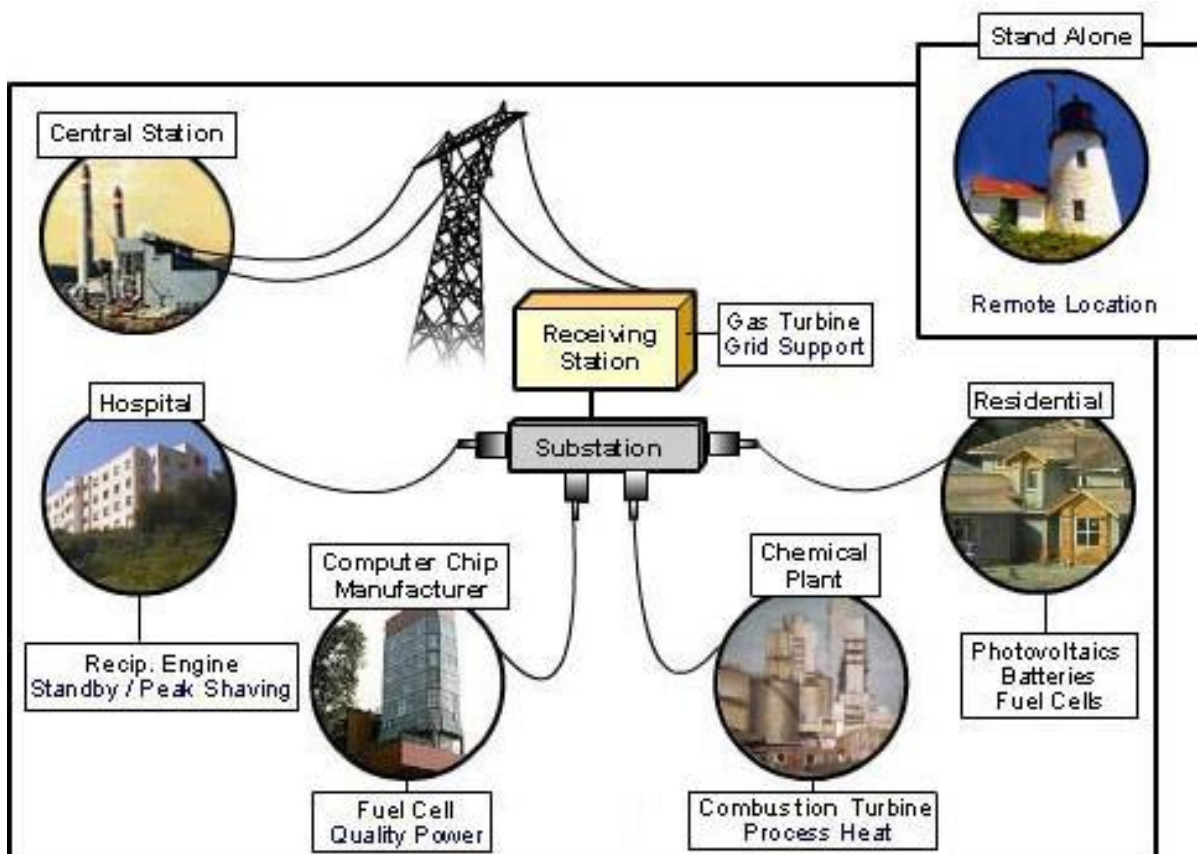 Stand Alone
Central Station
Remote Location
Receiving
Station
Gas Turbine
Grid Support
Hospital
Substation
Residential
Computer Chip
Manufacturer
Chemical
Plant
Recip. Engine
Standby / Peak Shaving
Photovoltaics
Batteries
Fuel Cells
Fuel Cell
Quality Power
Combustion Turbine
Process Heat